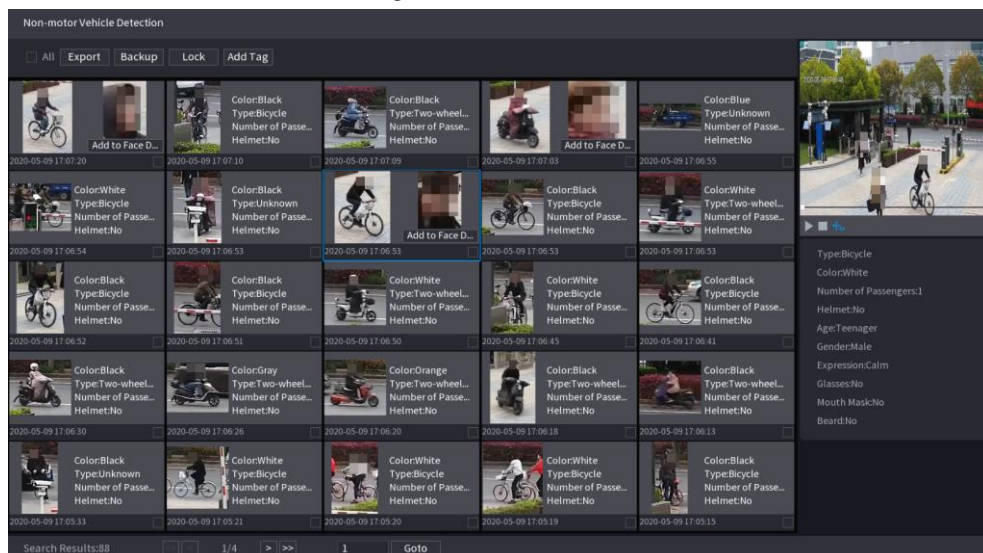 Non-motor Vehicle Detection
All Export Backup Lock Add Tag
Add to Face D...
2020-05-09 17:07:20
Color:Black
Type:Bicycle
Number of Passe...
Helmet:No
2020-05-09 17:07:10
Color:Black
Type:Two-wheel...
Number of Passe...
Helmet:No
2020-05-09 17:07:09
Add to Face D...
2020-05-09 17:07:03
Color:Blue
Type:Unknown
Number of Passe...
Helmet:No
2020-05-09 17:06:55
Color:White
Type:Bicycle
Number of Passe...
Helmet:No
2020-05-09 17:06:54
Color:Black
Type:Unknown
Number of Passe...
Helmet:No
2020-05-09 17:06:53
Add to Face D...
2020-05-09 17:06:53
Color:Black
Type:Bicycle
Number of Passe...
Helmet:No
2020-05-09 17:06:53
Color:White
Type:Two-wheel...
Number of Passe...
Helmet:No
2020-05-09 17:06:53
Color:Black
Type:Bicycle
Number of Passe...
Helmet:No
2020-05-09 17:06:52
Color:Black
Type:Bicycle
Number of Passe...
Helmet:No
2020-05-09 17:06:51
Color:White
Type:Two-wheel...
Number of Passe...
Helmet:No
2020-05-09 17:06:50
Color:White
Type:Bicycle
Number of Passe...
Helmet:No
2020-05-09 17:06:45
Color:White
Type:Bicycle
Number of Passe...
Helmet:No
2020-05-09 17:06:41
Color:Black
Type:Two-wheel...
Number of Passe...
Helmet:No
2020-05-09 17:06:30
Color:Gray
Type:Two-wheel...
Number of Passe...
Helmet:No
2020-05-09 17:06:26
Color:Orange
Type:Two-wheel...
Number of Passe...
Helmet:No
2020-05-09 17:06:20
Color:Black
Type:Two-wheel...
Number of Passe...
Helmet:No
2020-05-09 17:06:18
Color:Black
Type:Two-wheel...
Number of Passe...
Helmet:No
2020-05-09 17:06:13
Color:Black
Type:Unknown
Number of Passe...
Helmet:No
2020-05-09 17:05:33
Color:White
Type:Bicycle
Number of Passe...
Helmet:No
2020-05-09 17:05:21
Color:White
Type:Bicycle
Number of Passe...
Helmet:No
2020-05-09 17:05:20
Color:White
Type:Bicycle
Number of Passe...
Helmet:No
2020-05-09 17:05:19
Color:Black
Type:Bicycle
Number of Passe...
Helmet:No
2020-05-09 17:05:15
Type:Bicycle
Color:White
Number of Passengers:1
Helmet:No
Age:Teenager
Gender:Male
Expression:Calm
Glasses:No
Mouth Mask:No
Beard:No
Search Results:88 1/4 > >> 1 Goto